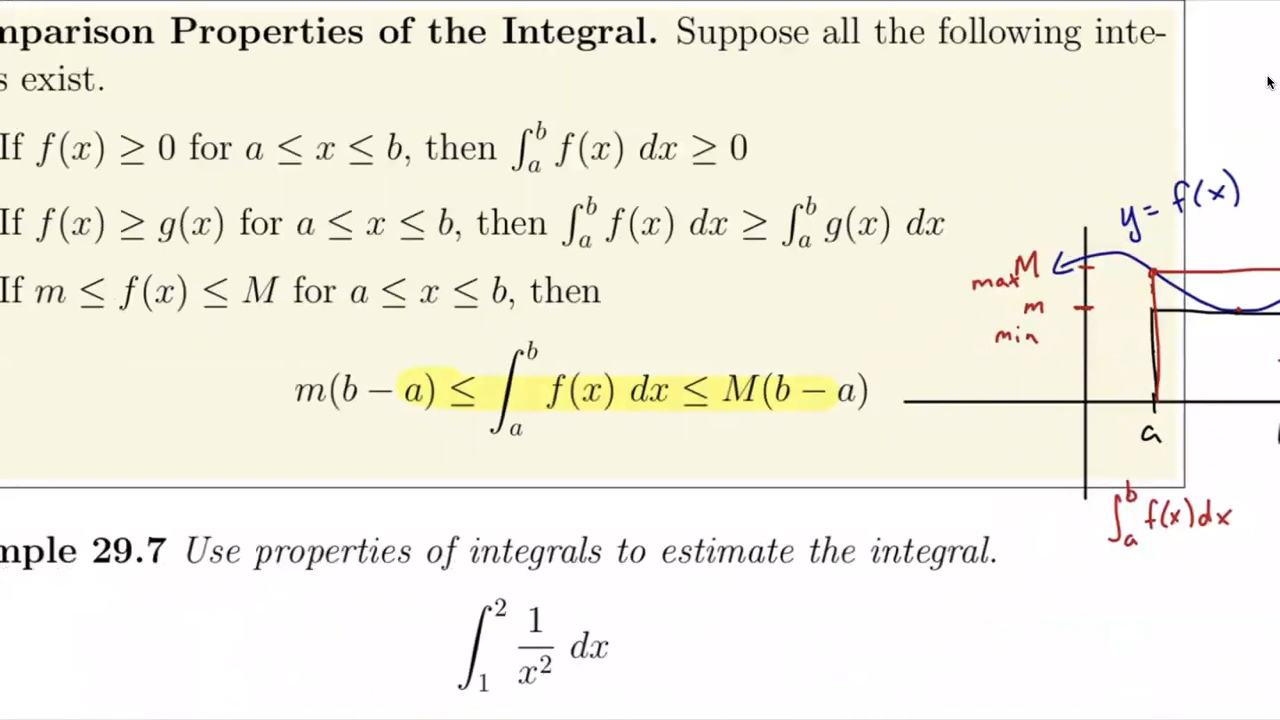 mparison Properties of the Integral. Suppose all the following inte-
s exist.
If f(x) ≥ 0 for a ≤ x ≤ b, then ∫_a^b f(x) dx ≥ 0
If f(x) ≥ g(x) for a ≤ x ≤ b, then ∫_a^b f(x) dx ≥ ∫_a^b g(x) dx
If m ≤ f(x) ≤ M for a ≤ x ≤ b, then
m(b − a) ≤ ∫_a^b f(x) dx ≤ M(b − a)
y = f(x)
max M
m
min
a
∫_a^b f(x)dx
mple 29.7 Use properties of integrals to estimate the integral.
∫_1^2 1/x^2 dx